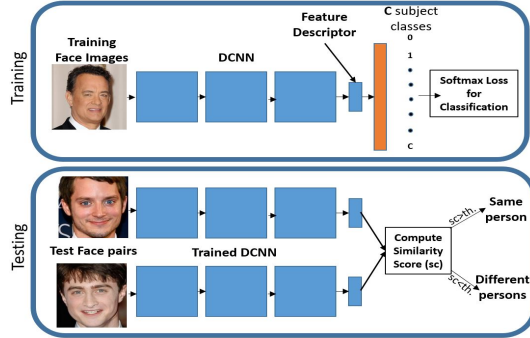 Training
Training
Face Images
DCNN
Feature
Descriptor
C subject
classes
0
1
C
Softmax Loss
for
Classification
Testing
Test Face pairs
Trained DCNN
Compute
Similarity
Score (sc)
sc>th.
sc<th.
Same
person
Different
persons